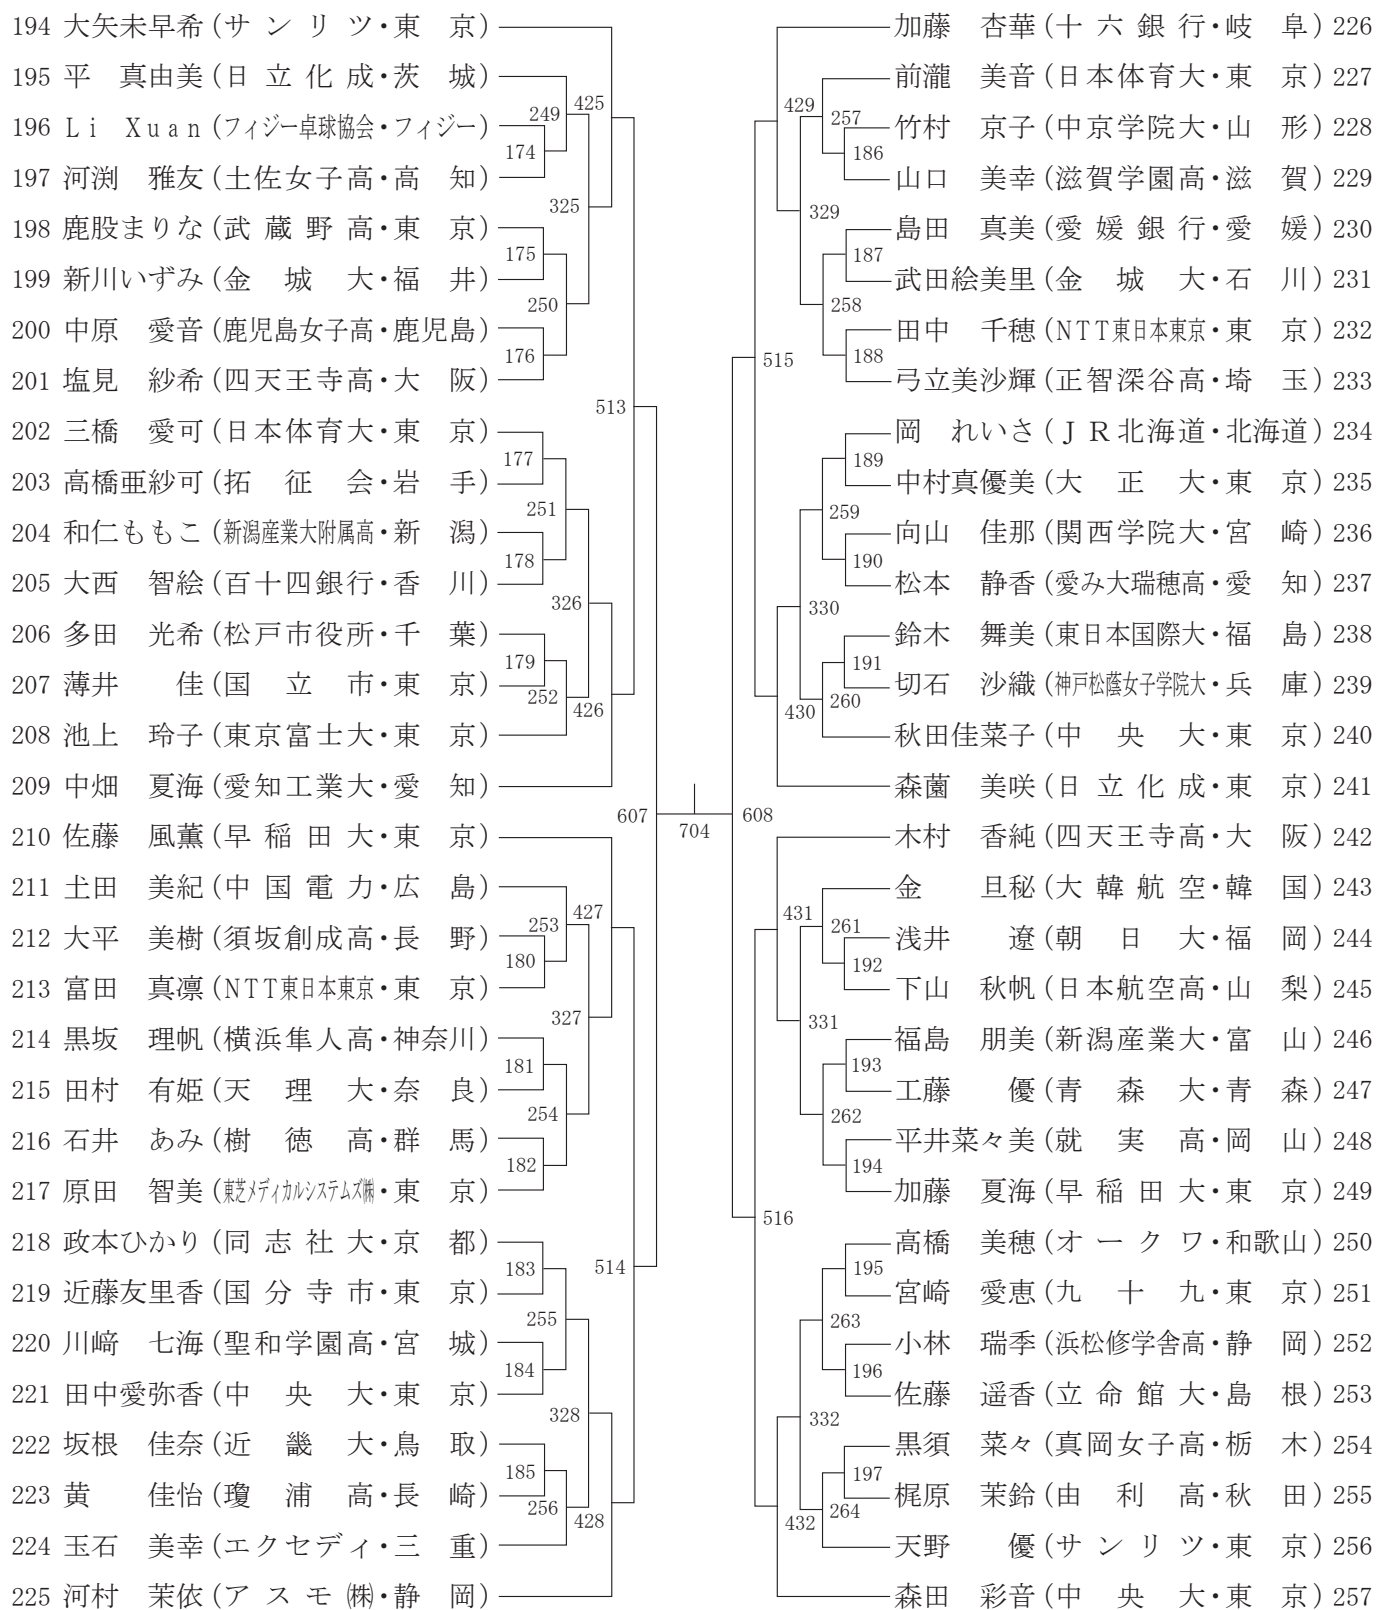 194 大矢未早希（サンリツ・東　京）
195 平　真由美（日立化成・茨　城）
196 Li　Xuan（フィジー卓球協会・フィジー）
197 河渕　雅友（土佐女子高・高　知）
198 鹿股まりな（武蔵野高・東　京）
199 新川いずみ（金　城　大・福　井）
200 中原　愛音（鹿児島女子高・鹿児島）
201 塩見　紗希（四天王寺高・大　阪）
202 三橋　愛可（日本体育大・東　京）
203 高橋亜紗可（拓　征　会・岩　手）
204 和仁ももこ（新潟産業大附属高・新　潟）
205 大西　智絵（百十四銀行・香　川）
206 多田　光希（松戸市役所・千　葉）
207 薄井　　佳（国　立　市・東　京）
208 池上　玲子（東京富士大・東　京）
209 中畑　夏海（愛知工業大・愛　知）
210 佐藤　風薫（早稲田大・東　京）
211 土田　美紀（中国電力・広　島）
212 大平　美樹（須坂創成高・長　野）
213 富田　真凛（NTT東日本東京・東　京）
214 黒坂　理帆（横浜隼人高・神奈川）
215 田村　有姫（天　理　大・奈　良）
216 石井　あみ（樹　徳　高・群　馬）
217 原田　智美（東芝メディカルシステムズ㈱・東　京）
218 政本ひかり（同志社大・京　都）
219 近藤友里香（国分寺市・東　京）
220 川﨑　七海（聖和学園高・宮　城）
221 田中愛弥香（中　央　大・東　京）
222 坂根　佳奈（近　畿　大・鳥　取）
223 黄　　佳怡（瓊　浦　高・長　崎）
224 玉石　美幸（エクセディ・三　重）
225 河村　茉依（アスモ㈱・静　岡）
249
425
174
325
175
250
176
513
177
251
178
326
179
252
426
607
253
427
180
327
181
254
182
183
514
255
184
328
185
256
428
704
608
429
257
186
329
187
258
188
515
189
259
190
330
191
430
260
431
261
192
331
193
262
194
516
195
263
196
332
197
432
264
加藤　杏華（十六銀行・岐　阜）226
前瀧　美音（日本体育大・東　京）227
竹村　京子（中京学院大・山　形）228
山口　美幸（滋賀学園高・滋　賀）229
島田　真美（愛媛銀行・愛　媛）230
武田絵美里（金　城　大・石　川）231
田中　千穂（NTT東日本東京・東　京）232
弓立美沙輝（正智深谷高・埼　玉）233
岡　れいさ（JR北海道・北海道）234
中村真優美（大　正　大・東　京）235
向山　佳那（関西学院大・宮　崎）236
松本　静香（愛み大瑞穂高・愛　知）237
鈴木　舞美（東日本国際大・福　島）238
切石　沙織（神戸松蔭女子学院大・兵　庫）239
秋田佳菜子（中　央　大・東　京）240
森薗　美咲（日立化成・東　京）241
木村　香純（四天王寺高・大　阪）242
金　　旦秘（大韓航空・韓　国）243
浅井　　遼（朝　日　大・福　岡）244
下山　秋帆（日本航空高・山　梨）245
福島　朋美（新潟産業大・富　山）246
工藤　　優（青　森　大・青　森）247
平井菜々美（就　実　高・岡　山）248
加藤　夏海（早稲田大・東　京）249
高橋　美穂（オークワ・和歌山）250
宮崎　愛恵（九　十　九・東　京）251
小林　瑞季（浜松修学舎高・静　岡）252
佐藤　遥香（立命館大・島　根）253
黒須　菜々（真岡女子高・栃　木）254
梶原　茉鈴（由　利　高・秋　田）255
天野　　優（サンリツ・東　京）256
森田　彩音（中　央　大・東　京）257